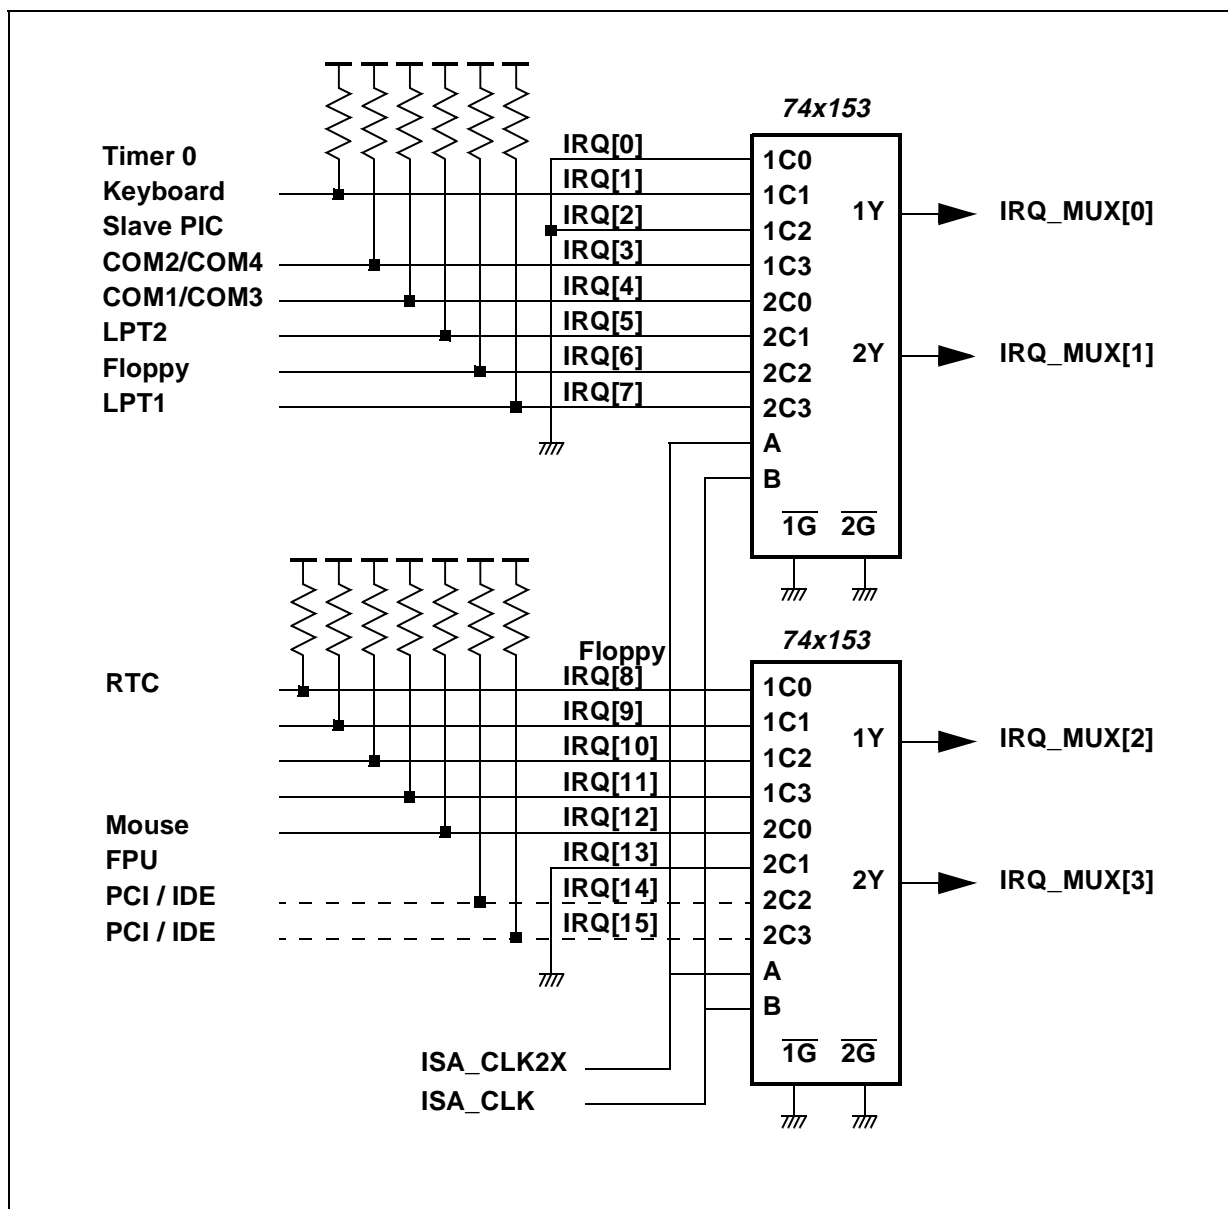 74x153
Timer 0 IRQ[0] 1C0
Keyboard IRQ[1] 1C1
1Y IRQ_MUX[0]
Slave PIC IRQ[2] 1C2
COM2/COM4 IRQ[3] 1C3
COM1/COM3 IRQ[4] 2C0
LPT2 IRQ[5] 2C1
2Y IRQ_MUX[1]
Floppy IRQ[6] 2C2
LPT1 IRQ[7] 2C3
A
B
1G 2G
74x153
Floppy
RTC IRQ[8] 1C0
IRQ[9] 1C1
1Y IRQ_MUX[2]
IRQ[10] 1C2
IRQ[11] 1C3
Mouse IRQ[12] 2C0
FPU IRQ[13] 2C1
2Y IRQ_MUX[3]
PCI / IDE IRQ[14] 2C2
PCI / IDE IRQ[15] 2C3
A
B
1G 2G
ISA_CLK2X
ISA_CLK